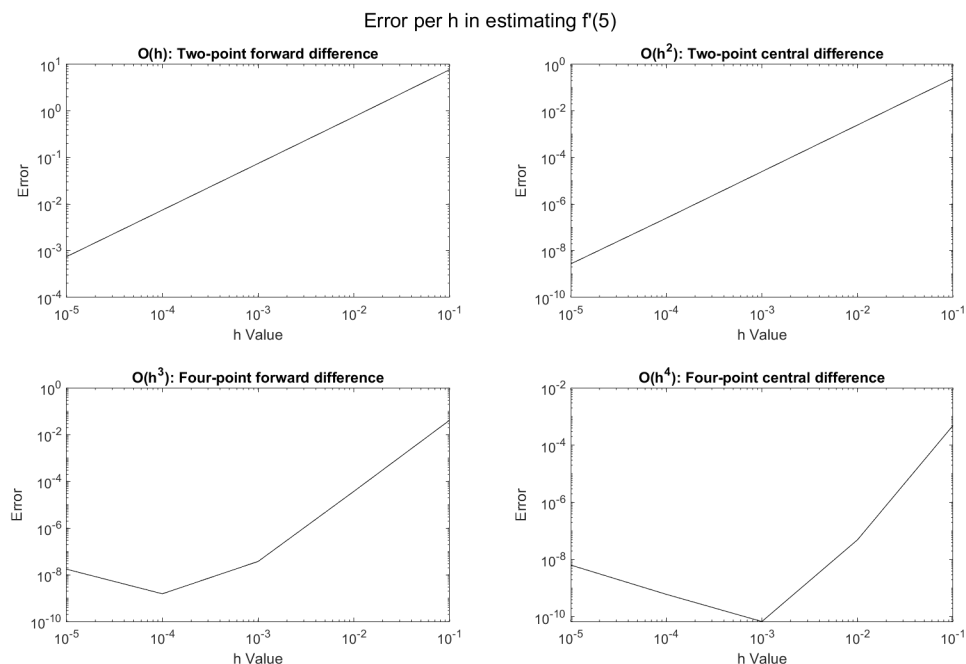 Error per h in estimating f'(5)
O(h): Two-point forward difference
10^1
10^0
10^-1
10^-2
10^-3
10^-4
Error
10^-5 10^-4 10^-3 10^-2 10^-1
h Value
O(h^2): Two-point central difference
10^0
10^-2
10^-4
10^-6
10^-8
10^-10
Error
10^-5 10^-4 10^-3 10^-2 10^-1
h Value
O(h^3): Four-point forward difference
10^0
10^-2
10^-4
10^-6
10^-8
10^-10
Error
10^-5 10^-4 10^-3 10^-2 10^-1
h Value
O(h^4): Four-point central difference
10^-2
10^-4
10^-6
10^-8
10^-10
Error
10^-5 10^-4 10^-3 10^-2 10^-1
h Value